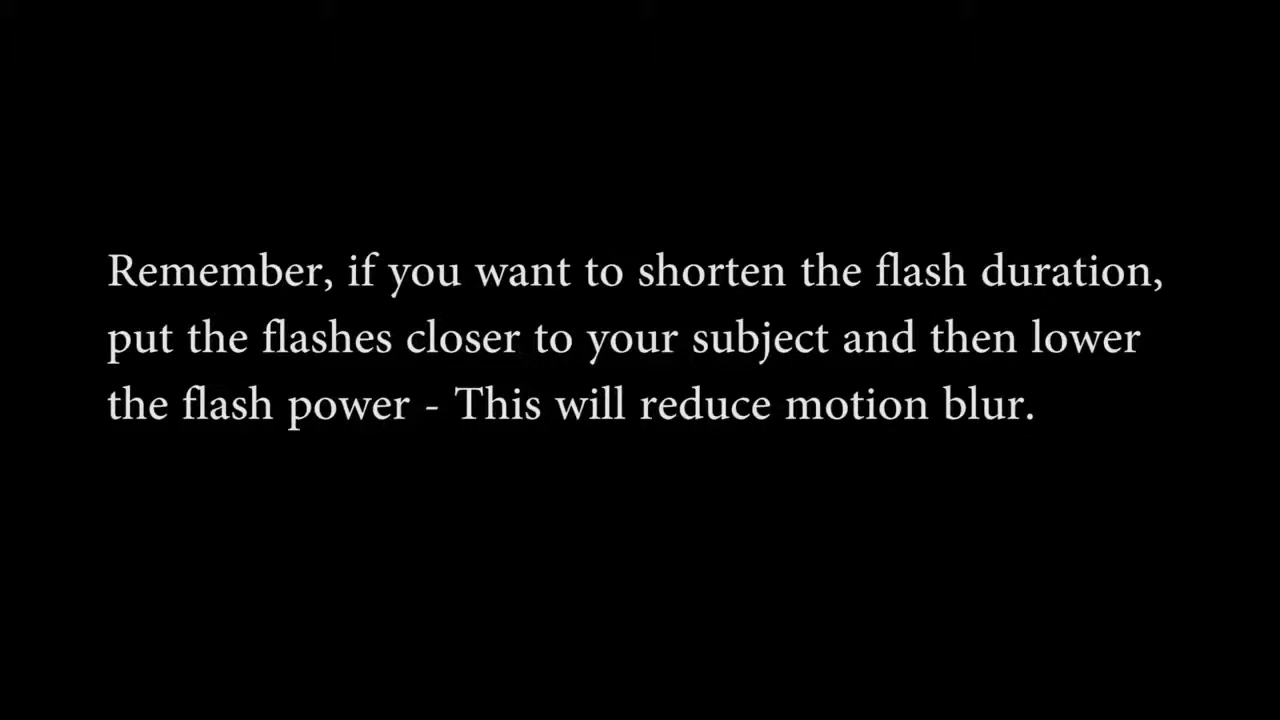 Remember, if you want to shorten the flash duration,
put the flashes closer to your subject and then lower
the flash power - This will reduce motion blur.